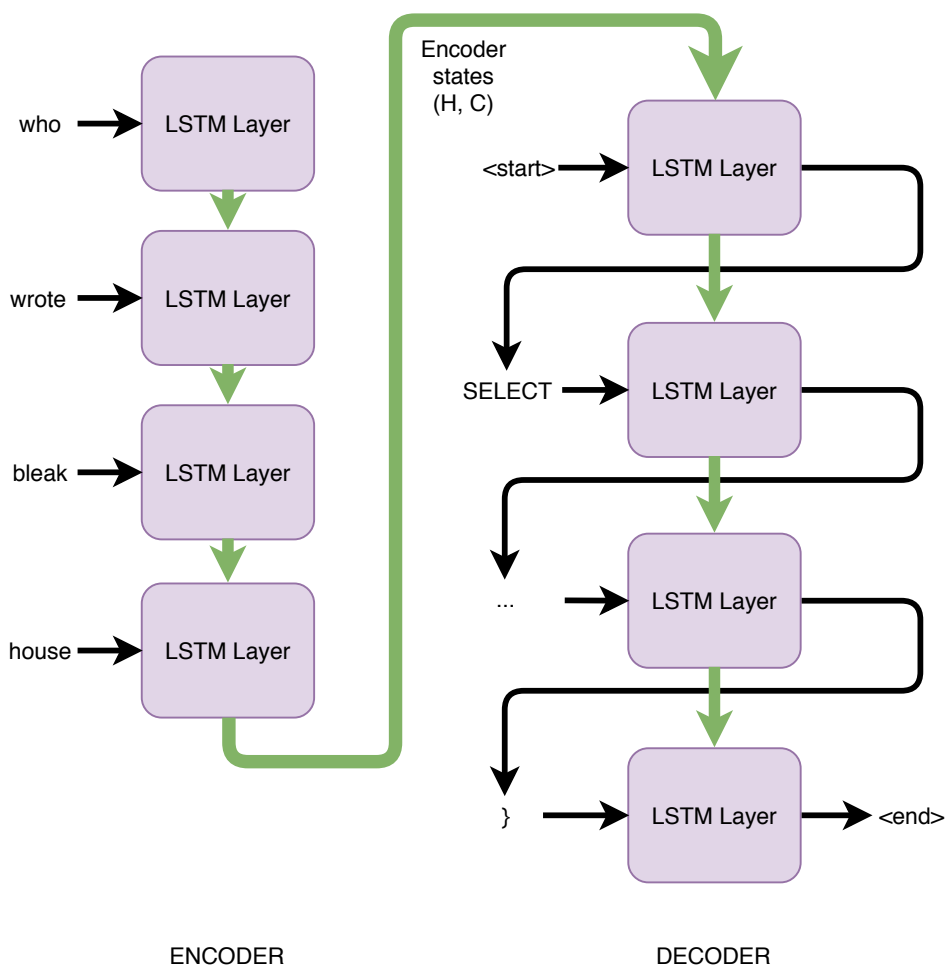 who
LSTM Layer
wrote
LSTM Layer
bleak
LSTM Layer
house
LSTM Layer
ENCODER
Encoder
states
(H, C)
<start>
LSTM Layer
SELECT
LSTM Layer
...
LSTM Layer
}
LSTM Layer
<end>
DECODER